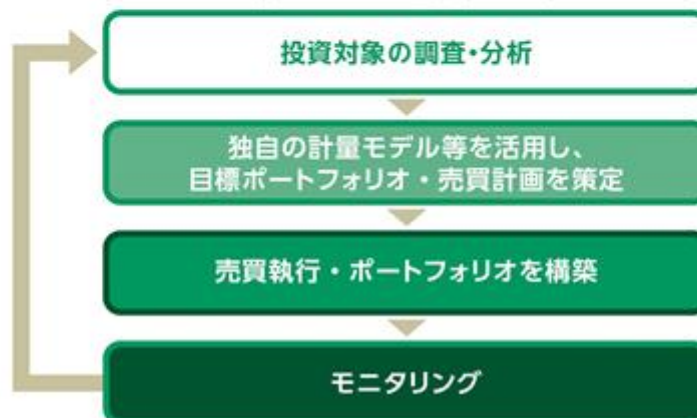 投資対象の調査・分析
独自の計量モデル等を活用し、
目標ポートフォリオ・売買計画を策定
売買執行・ポートフォリオを構築
モニタリング